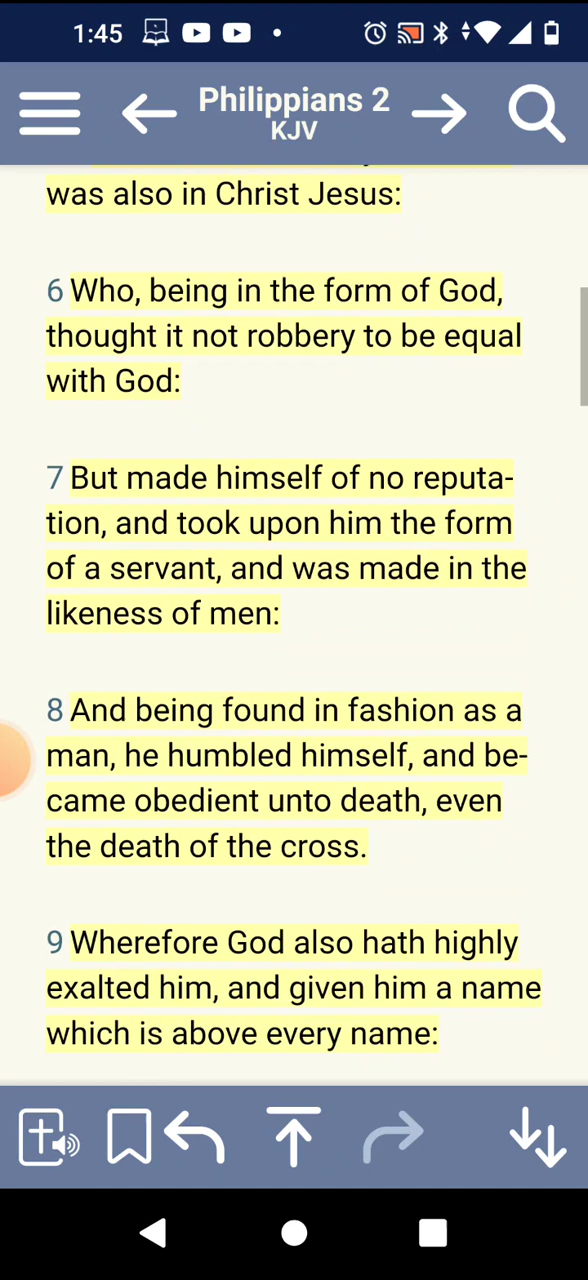 1:45
Philippians 2
KJV
was also in Christ Jesus:
6 Who, being in the form of God,
thought it not robbery to be equal
with God:
7 But made himself of no reputa-
tion, and took upon him the form
of a servant, and was made in the
likeness of men:
8 And being found in fashion as a
man, he humbled himself, and be-
came obedient unto death, even
the death of the cross.
9 Wherefore God also hath highly
exalted him, and given him a name
which is above every name: